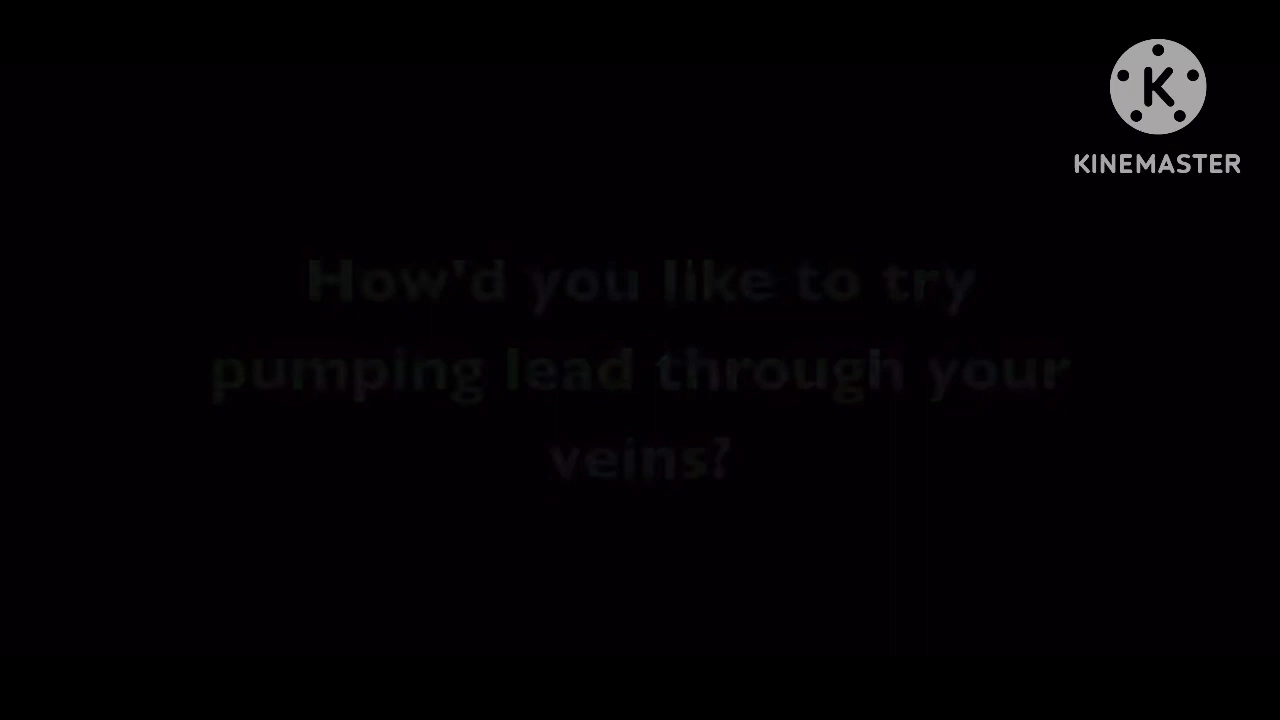 K
KINEMASTER
How'd you like to try
pumping lead through your
veins?